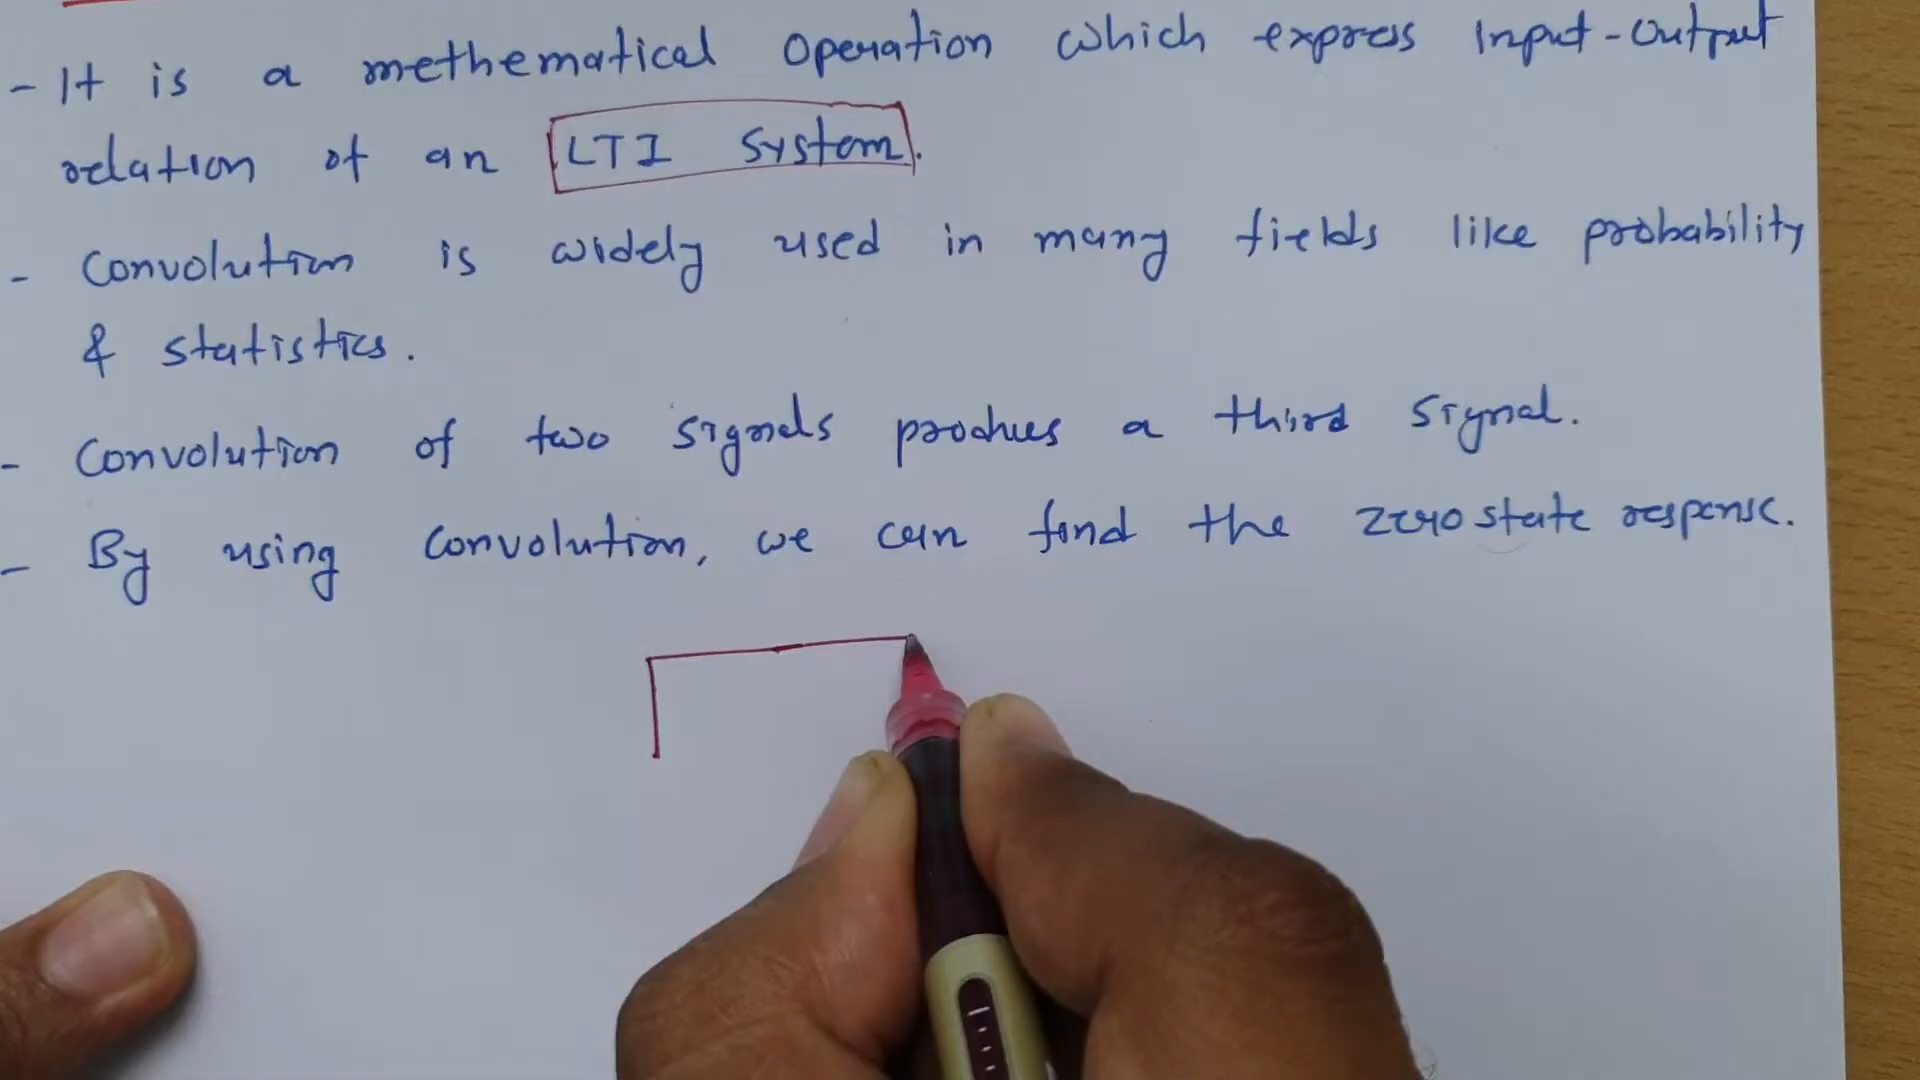 - It is a methematical operation which express input-output
relation of an LTI system.
- Convolution is widely used in many fields like probability
& statistics.
- Convolution of two signals produces a third signal.
- By using convolution, we can find the zero state response.